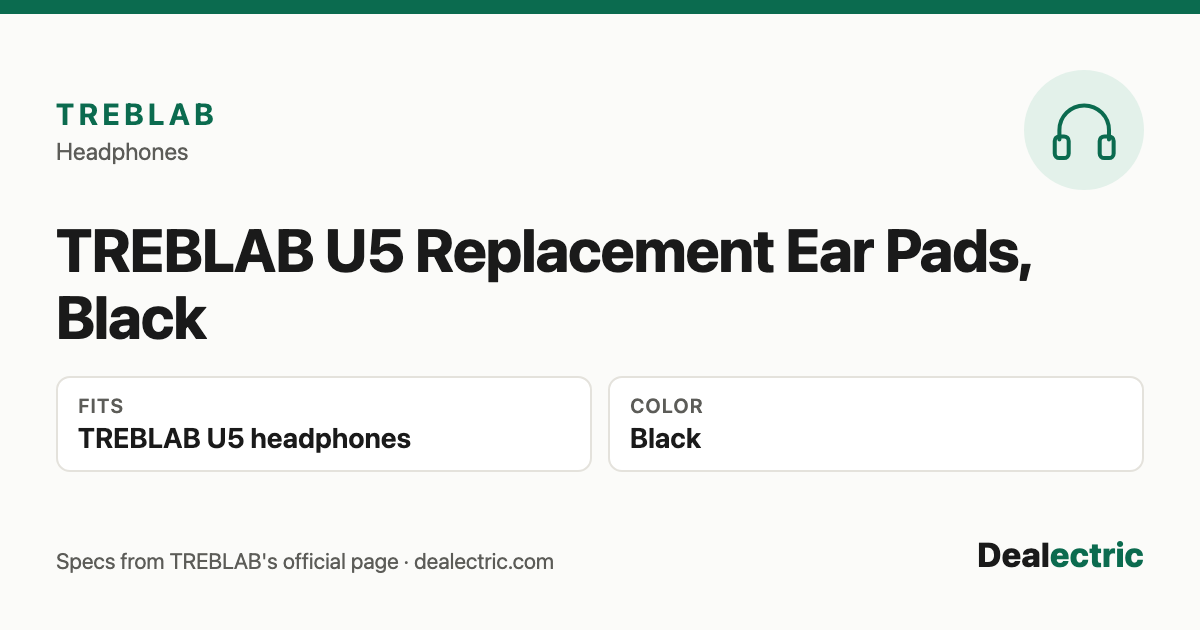 TREBLAB
Headphones
TREBLAB U5 Replacement Ear Pads,
Black
FITS
TREBLAB U5 headphones
COLOR
Black
Specs from TREBLAB's official page · dealectric.com
Dealectric